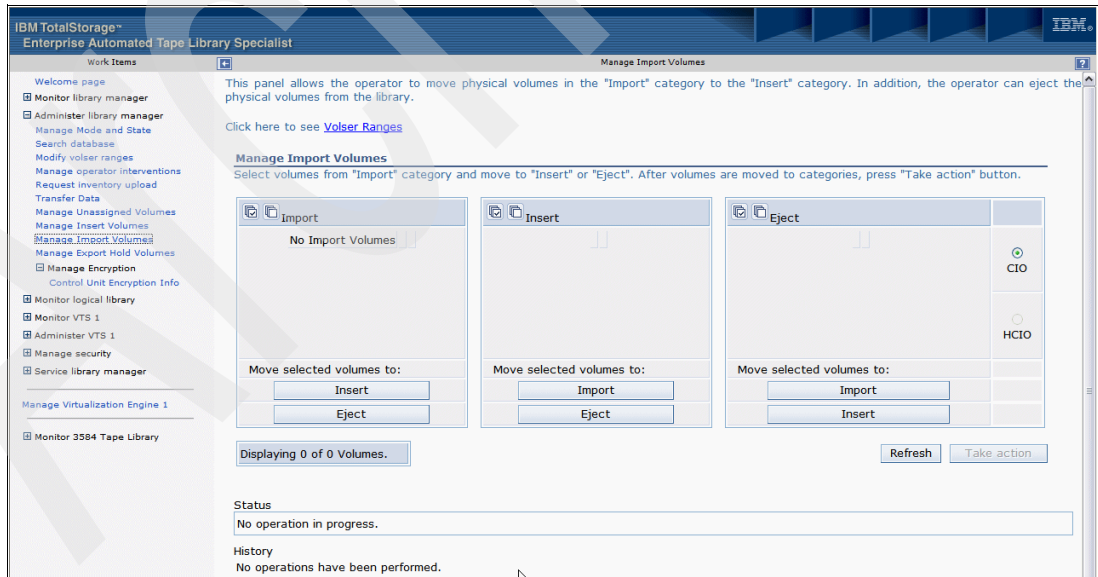 IBM TotalStorage™
Enterprise Automated Tape Library Specialist
IBM®
Work Items
Manage Import Volumes
?
Welcome page
Monitor library manager
Administer library manager
Manage Mode and State
Search database
Modify volser ranges
Manage operator interventions
Request inventory upload
Transfer Data
Manage Unassigned Volumes
Manage Insert Volumes
Manage Import Volumes
Manage Export Hold Volumes
Manage Encryption
Control Unit Encryption Info
Monitor logical library
Monitor VTS 1
Administer VTS 1
Manage security
Service library manager
Manage Virtualization Engine 1
Monitor 3584 Tape Library
This panel allows the operator to move physical volumes in the "Import" category to the "Insert" category. In addition, the operator can eject the
physical volumes from the library.
Click here to see Volser Ranges
Manage Import Volumes
Select volumes from "Import" category and move to "Insert" or "Eject". After volumes are moved to categories, press "Take action" button.
Import
Insert
Eject
No Import Volumes
CIO
HCIO
Move selected volumes to:
Move selected volumes to:
Move selected volumes to:
Insert
Import
Import
Eject
Eject
Insert
Displaying 0 of 0 Volumes.
Refresh
Take action
Status
No operation in progress.
History
No operations have been performed.